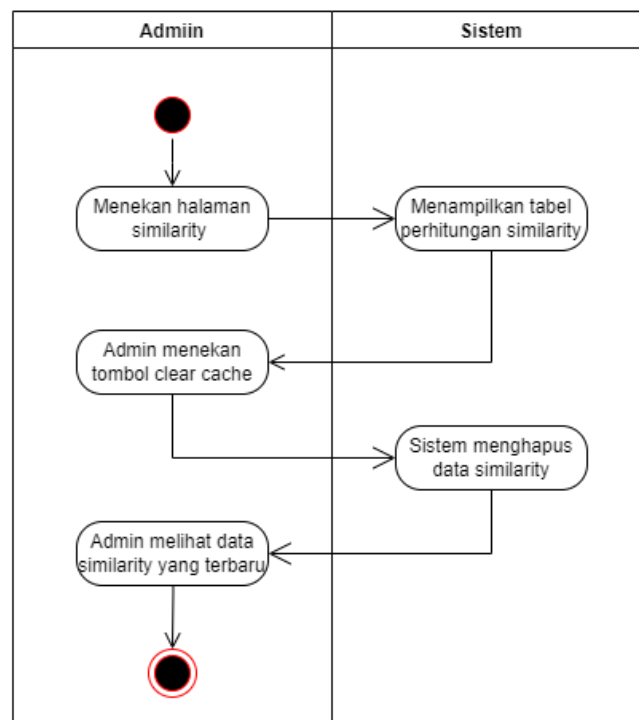 Admiin
Sistem
Menekan halaman
similarity
Menampilkan tabel
perhitungan similarity
Admin menekan
tombol clear cache
Sistem menghapus
data similarity
Admin melihat data
similarity yang terbaru